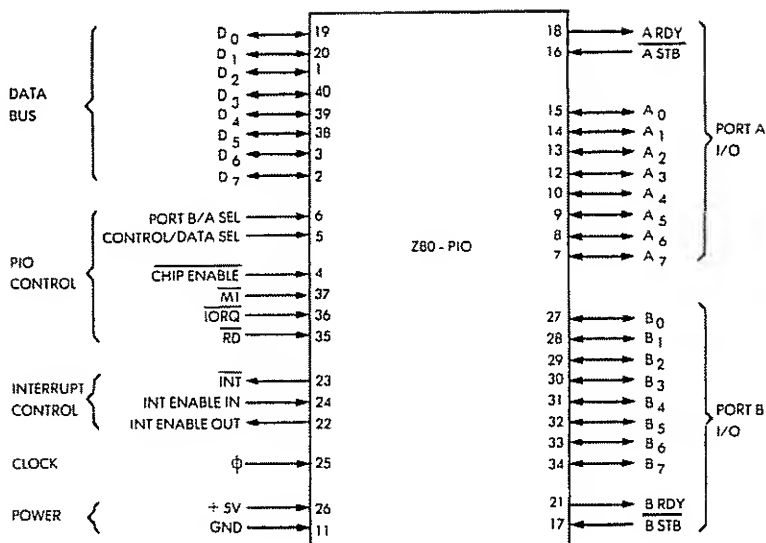 DATA
BUS
D0 19
D1 20
D2 1
D3 40
D4 39
D5 38
D6 3
D7 2
PIO
CONTROL
PORT B/A SEL 6
CONTROL/DATA SEL 5
CHIP ENABLE 4
M1 37
IORQ 36
RD 35
INTERRUPT
CONTROL
INT 23
INT ENABLE IN 24
INT ENABLE OUT 22
CLOCK
ϕ 25
POWER
+ 5V 26
GND 11
Z80 - PIO
18 A RDY
16 A STB
15 A0
14 A1
13 A2
12 A3
10 A4
9 A5
8 A6
7 A7
PORT A
I/O
27 B0
28 B1
29 B2
30 B3
31 B4
32 B5
33 B6
34 B7
21 B RDY
17 B STB
PORT B
I/O